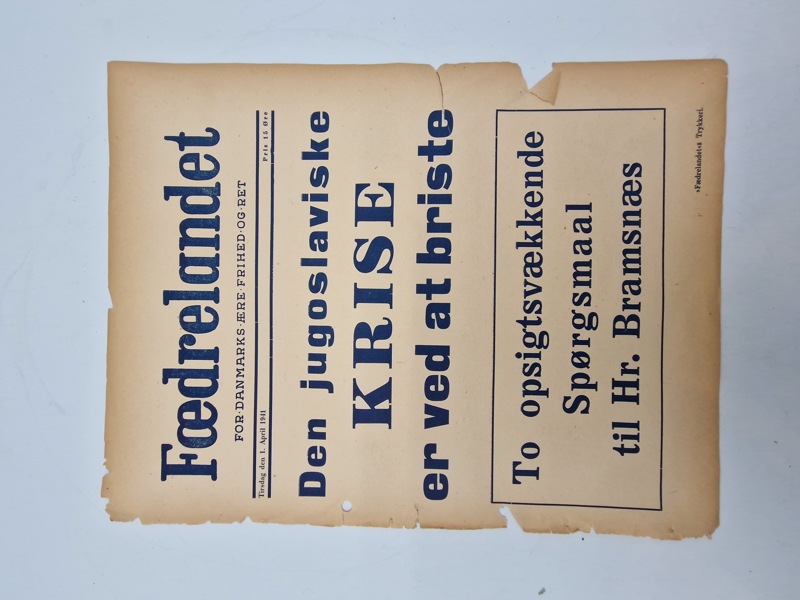 Fædrelandet
FOR·DANMARKS·ÆRE·FRIHED·OG·RET
Tirsdag den 1. April 1941 Pris 15 Øre
Den jugoslaviske
KRISE
er ved at briste
To opsigtsvækkende
Spørgsmaal
til Hr. Bramsnæs
»Fædrelandet«s Trykkeri.